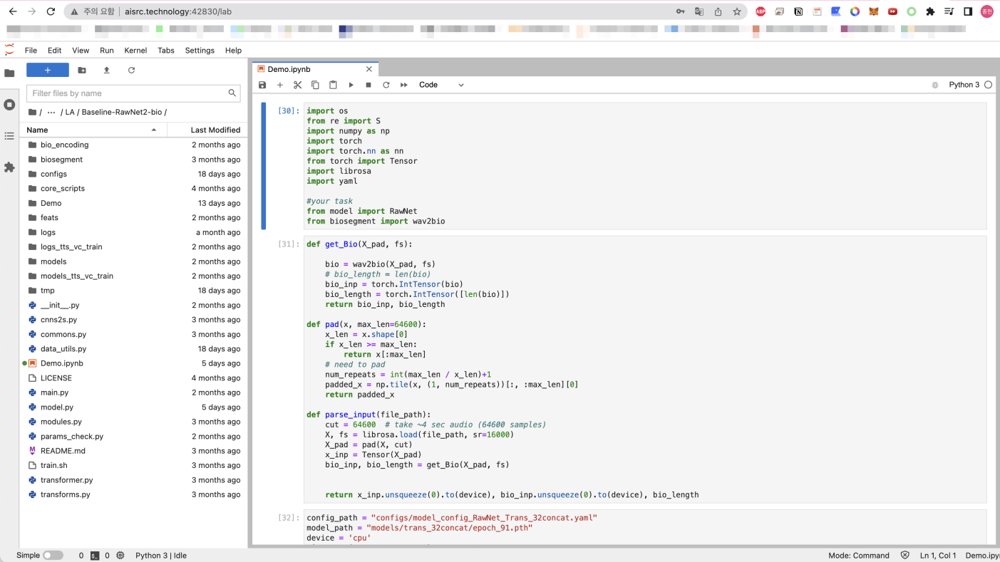 주의 요함 aisrc.technology:42830/lab
ABP 종헌
File Edit View Run Kernel Tabs Settings Help
Demo.ipynb
Code Python 3
Filter files by name
/ ... / LA / Baseline-RawNet2-bio /
Name Last Modified
bio_encoding 2 months ago
biosegment 3 months ago
configs 18 days ago
core_scripts 4 months ago
Demo 13 days ago
feats 2 months ago
logs a month ago
logs_tts_vc_train 2 months ago
models 2 months ago
models_tts_vc_train 2 months ago
tmp 18 days ago
__init__.py 2 months ago
cnns2s.py 3 months ago
commons.py 3 months ago
data_utils.py 18 days ago
Demo.ipynb 5 days ago
LICENSE 4 months ago
main.py 2 months ago
model.py 5 days ago
modules.py 3 months ago
params_check.py 2 months ago
README.md 3 months ago
train.sh 3 months ago
transformer.py 3 months ago
transforms.py 3 months ago
[30]:
import os
from re import S
import numpy as np
import torch
import torch.nn as nn
from torch import Tensor
import librosa
import yaml
#your task
from model import RawNet
from biosegment import wav2bio
[31]:
def get_Bio(X_pad, fs):
bio = wav2bio(X_pad, fs)
# bio_length = len(bio)
bio_inp = torch.IntTensor(bio)
bio_length = torch.IntTensor([len(bio)])
return bio_inp, bio_length
def pad(x, max_len=64600):
x_len = x.shape[0]
if x_len >= max_len:
return x[:max_len]
# need to pad
num_repeats = int(max_len / x_len)+1
padded_x = np.tile(x, (1, num_repeats))[:, :max_len][0]
return padded_x
def parse_input(file_path):
cut = 64600  # take ~4 sec audio (64600 samples)
X, fs = librosa.load(file_path, sr=16000)
X_pad = pad(X, cut)
x_inp = Tensor(X_pad)
bio_inp, bio_length = get_Bio(X_pad, fs)
return x_inp.unsqueeze(0).to(device), bio_inp.unsqueeze(0).to(device), bio_length
[32]:
config_path = "configs/model_config_RawNet_Trans_32concat.yaml"
model_path = "models/trans_32concat/epoch_91.pth"
device = 'cpu'
Simple 0 0 Python 3 | Idle Mode: Command Ln 1, Col 1 Demo.ipy